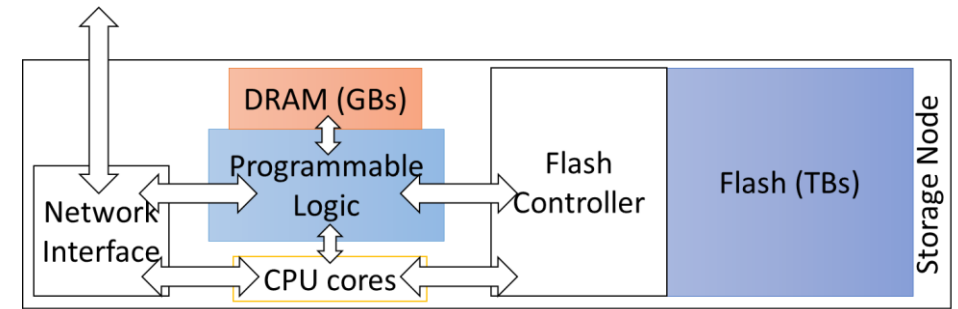 DRAM (GBs)
Programmable
Logic
Network
Interface
CPU cores
Flash
Controller
Flash (TBs)
Storage Node